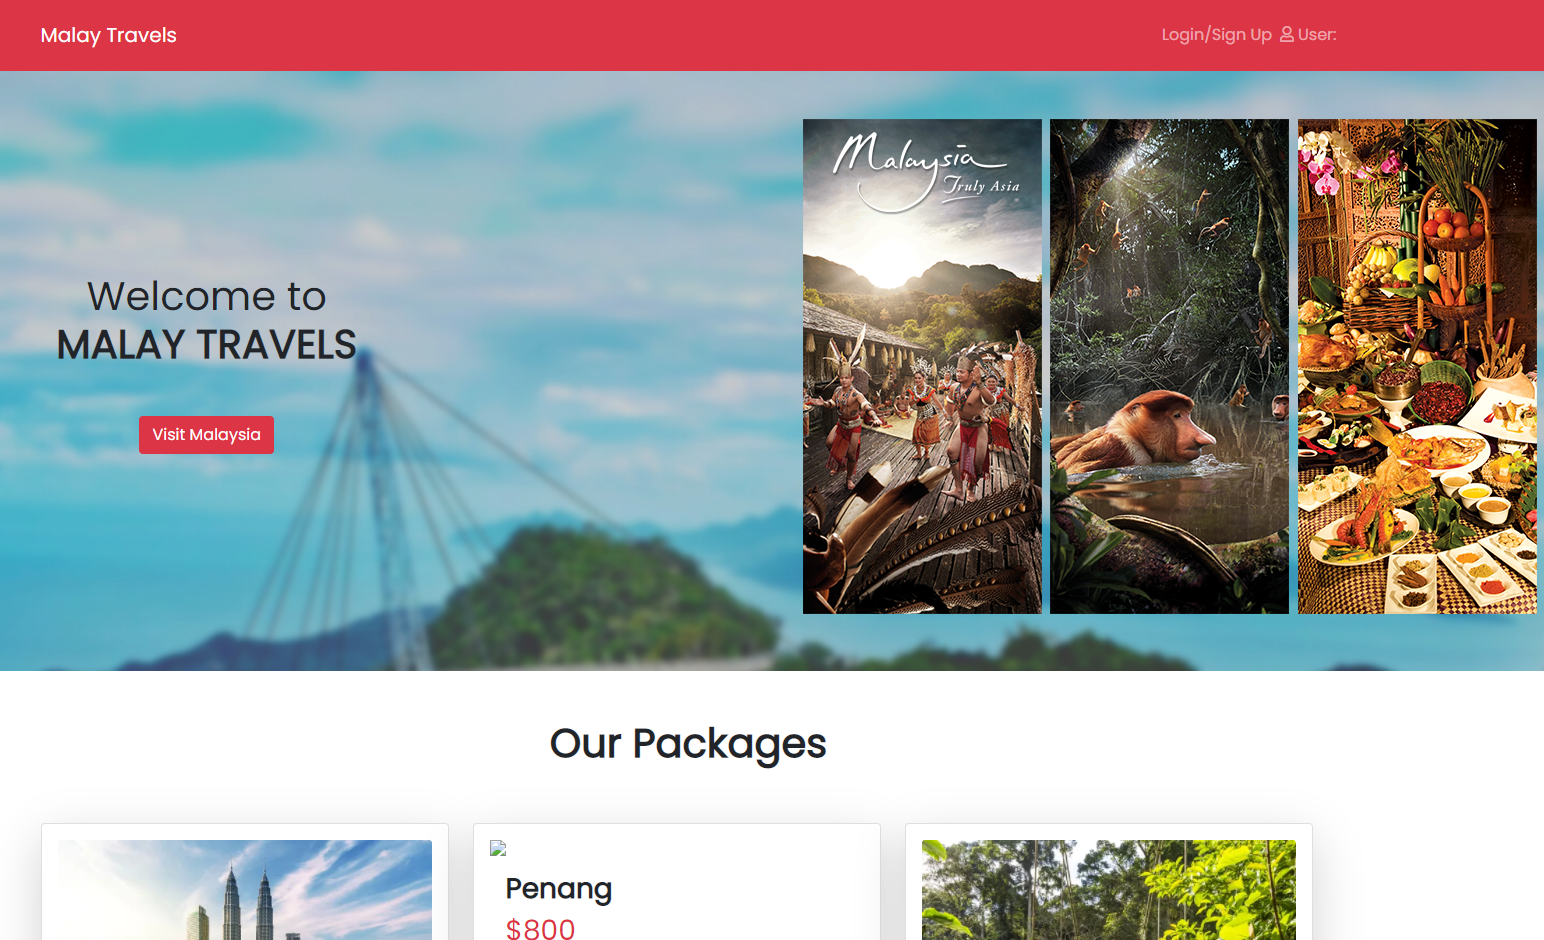 Malay Travels
Login/Sign Up User:
Malaysia
Truly Asia
Welcome to
MALAY TRAVELS
Visit Malaysia
Our Packages
Penang
$800